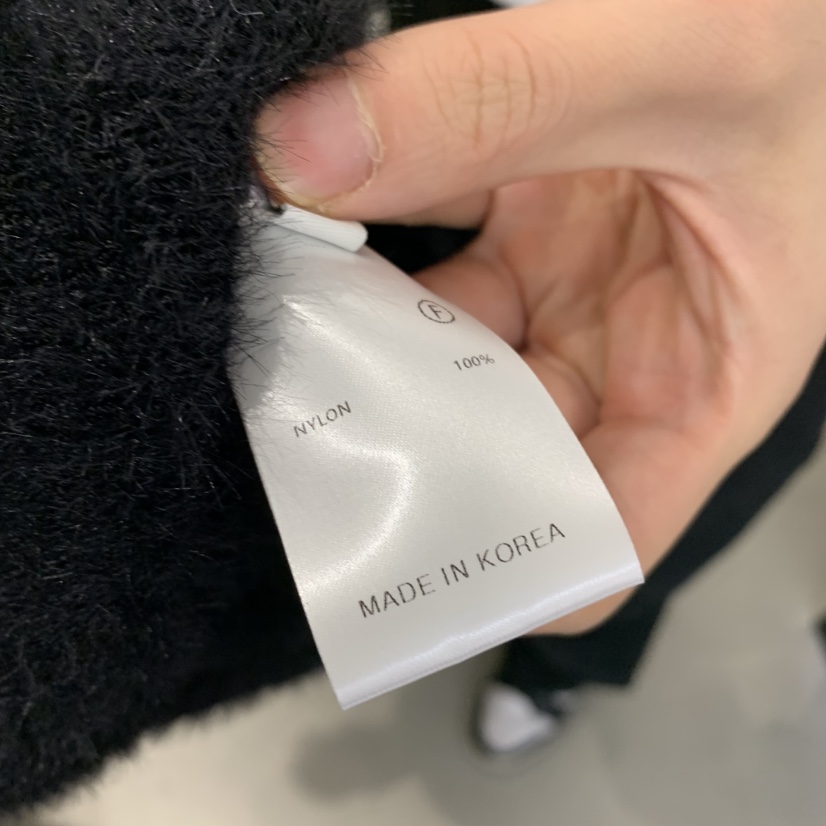 Ⓕ
NYLON 100%
MADE IN KOREA